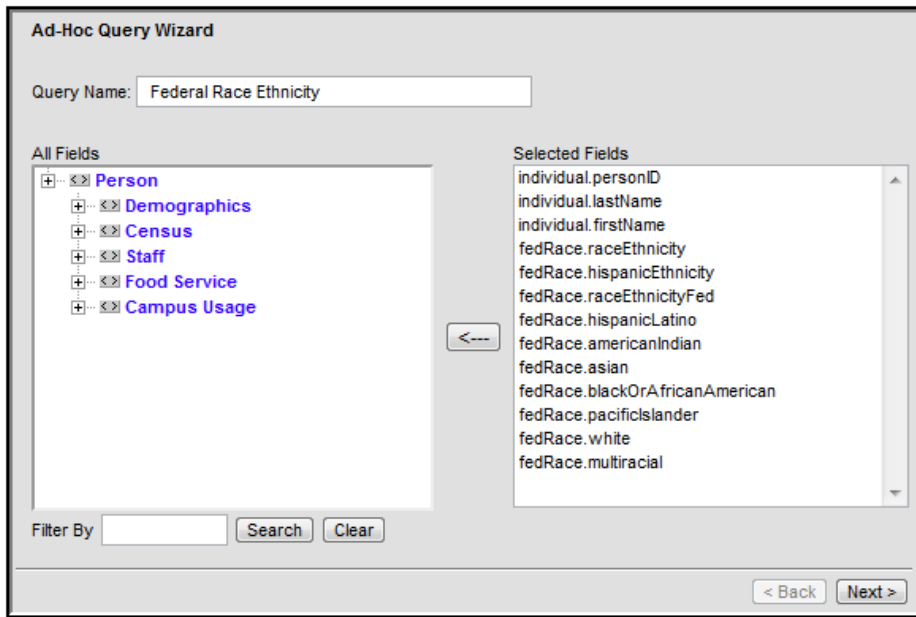 Ad-Hoc Query Wizard
Query Name: Federal Race Ethnicity
All Fields
Person
Demographics
Census
Staff
Food Service
Campus Usage
<---
Selected Fields
individual.personID
individual.lastName
individual.firstName
fedRace.raceEthnicity
fedRace.hispanicEthnicity
fedRace.raceEthnicityFed
fedRace.hispanicLatino
fedRace.americanIndian
fedRace.asian
fedRace.blackOrAfricanAmerican
fedRace.pacificIslander
fedRace.white
fedRace.multiracial
Filter By Search Clear
< Back Next >